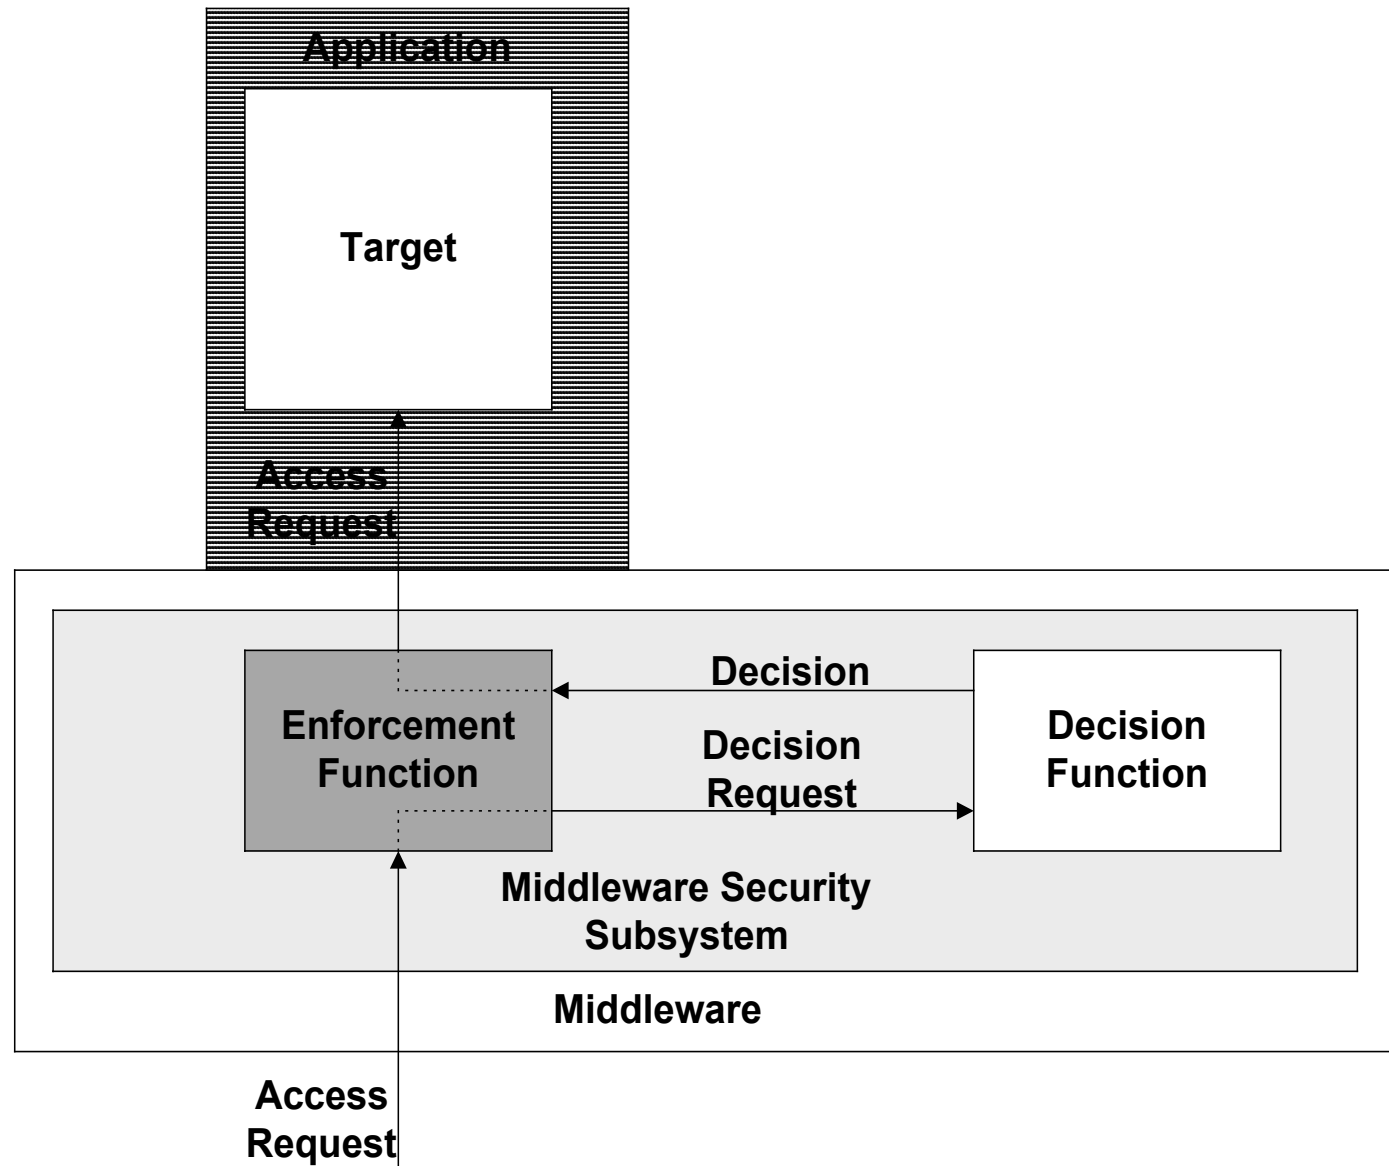 Application
Target
Access
Request
Decision
Enforcement
Function
Decision
Request
Decision
Function
Middleware Security
Subsystem
Middleware
Access
Request